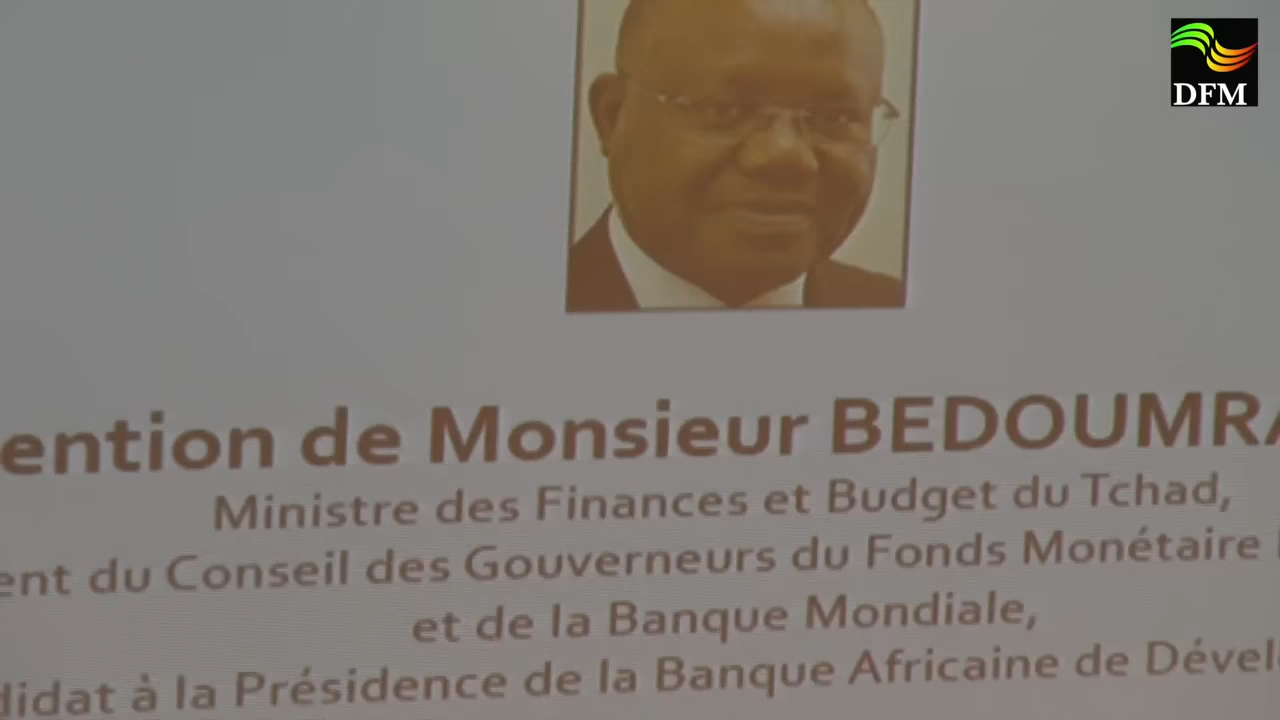 DFM
ention de Monsieur BEDOUMRA
Ministre des Finances et Budget du Tchad,
ent du Conseil des Gouverneurs du Fonds Monétaire
et de la Banque Mondiale,
didat à la Présidence de la Banque Africaine de Dével